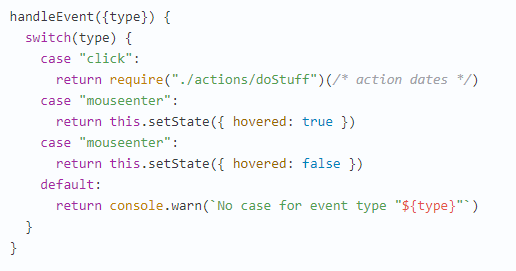 handleEvent({type}) {
  switch(type) {
    case "click":
      return require("./actions/doStuff")(/* action dates */)
    case "mouseenter":
      return this.setState({ hovered: true })
    case "mouseenter":
      return this.setState({ hovered: false })
    default:
      return console.warn(`No case for event type "${type}"`)
  }
}